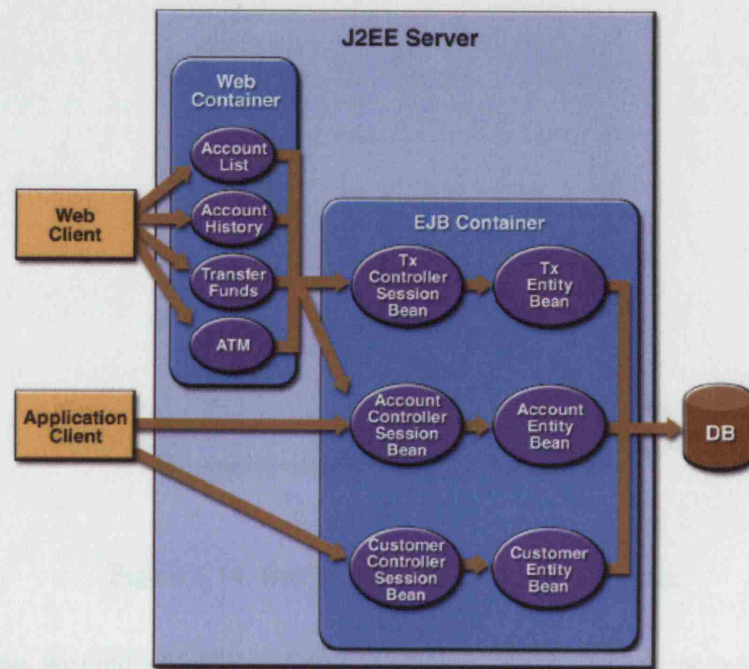 J2EE Server
Web
Container
Account
List
Account
History
Transfer
Funds
ATM
Web
Client
Application
Client
EJB Container
Tx
Controller
Session
Bean
Tx
Entity
Bean
Account
Controller
Session
Bean
Account
Entity
Bean
Customer
Controller
Session
Bean
Customer
Entity
Bean
DB